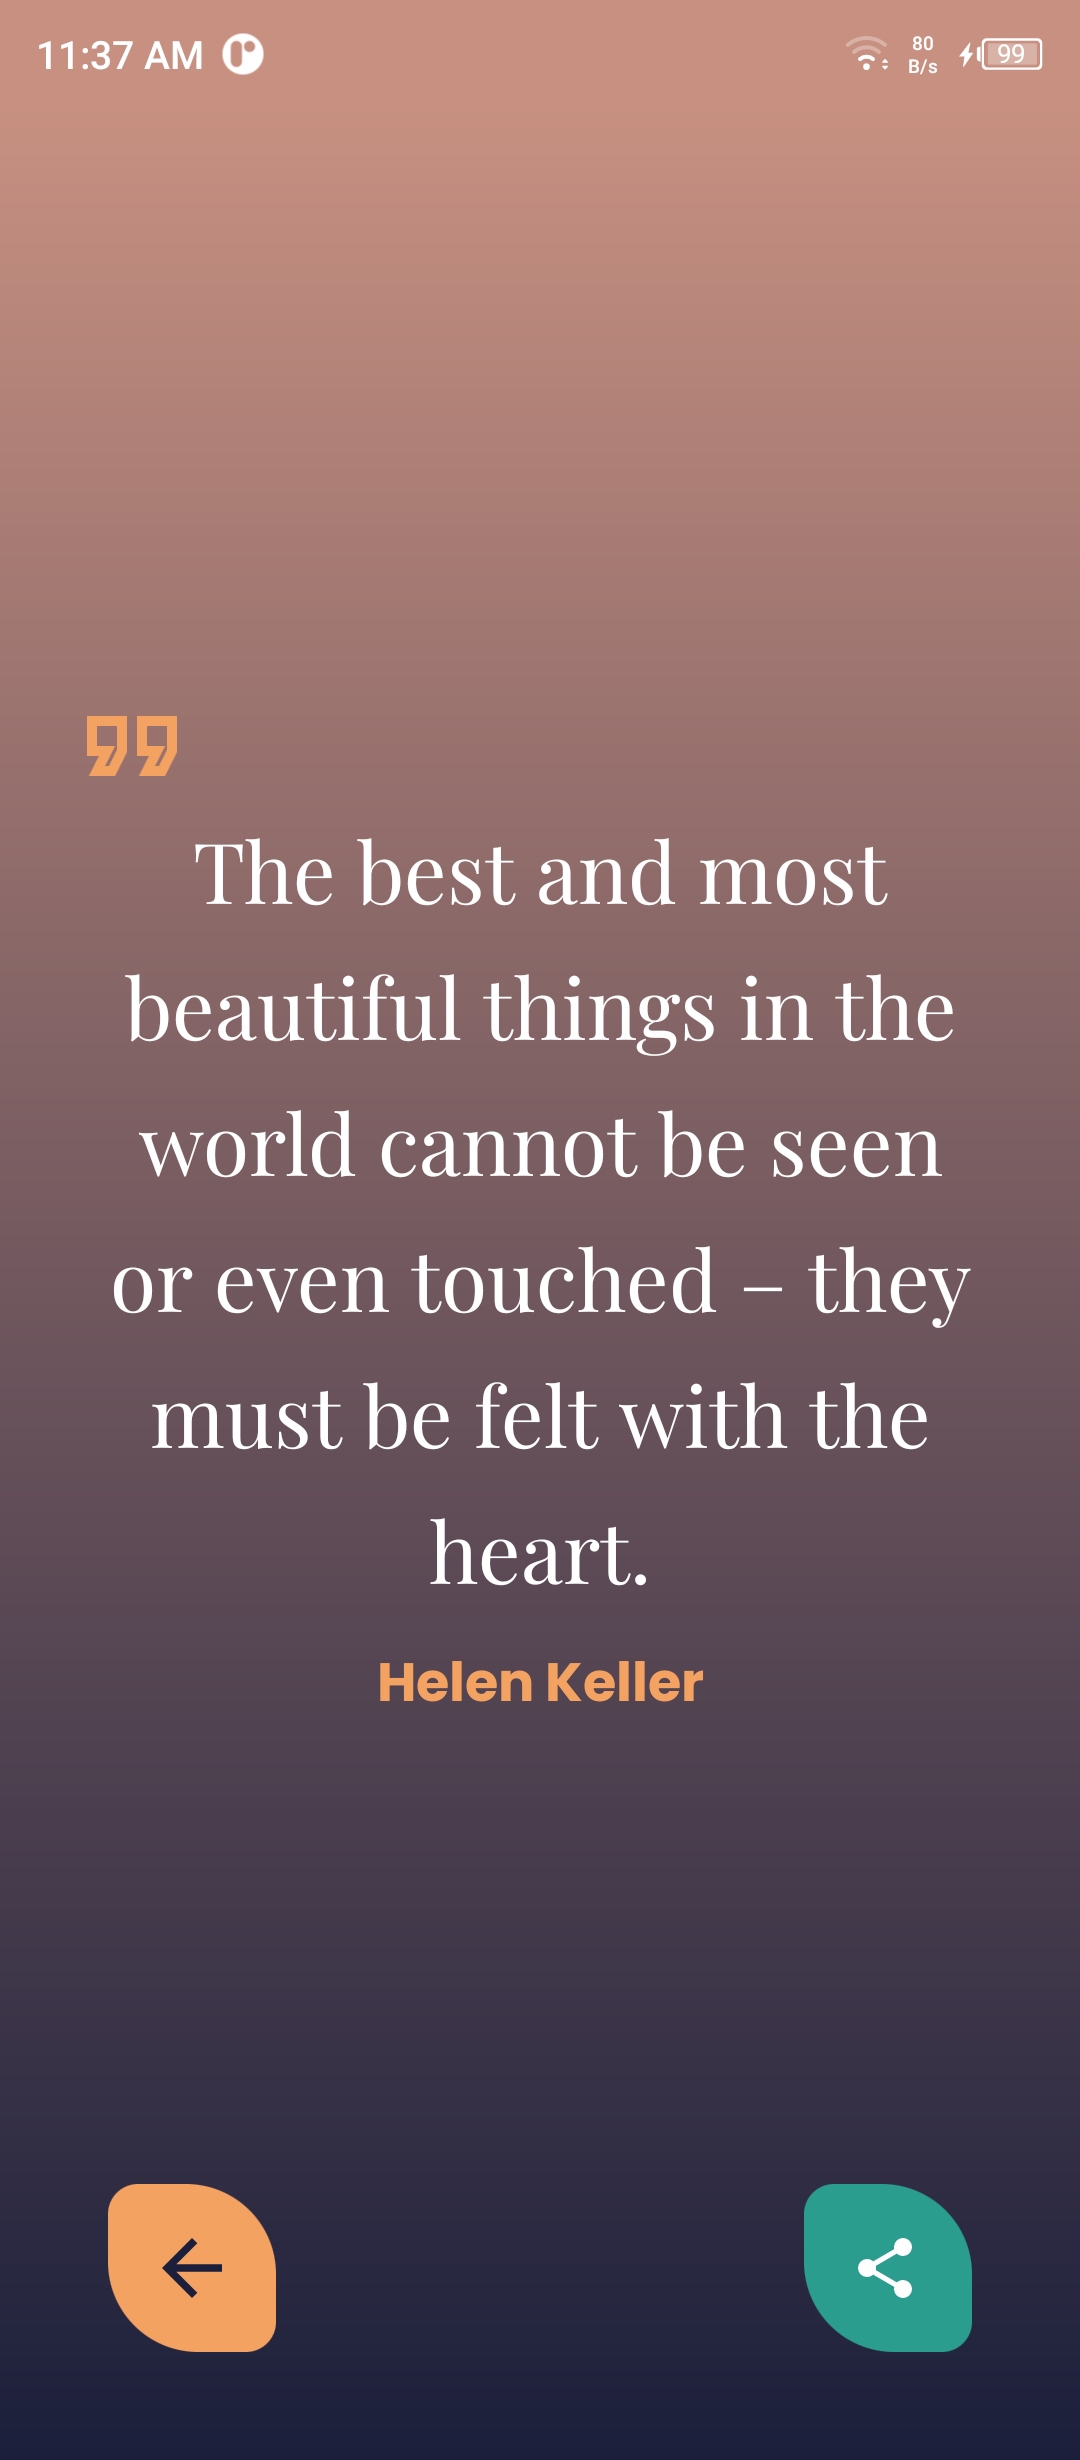 11:37 AM
80
B/s
99
The best and most
beautiful things in the
world cannot be seen
or even touched – they
must be felt with the
heart.
Helen Keller